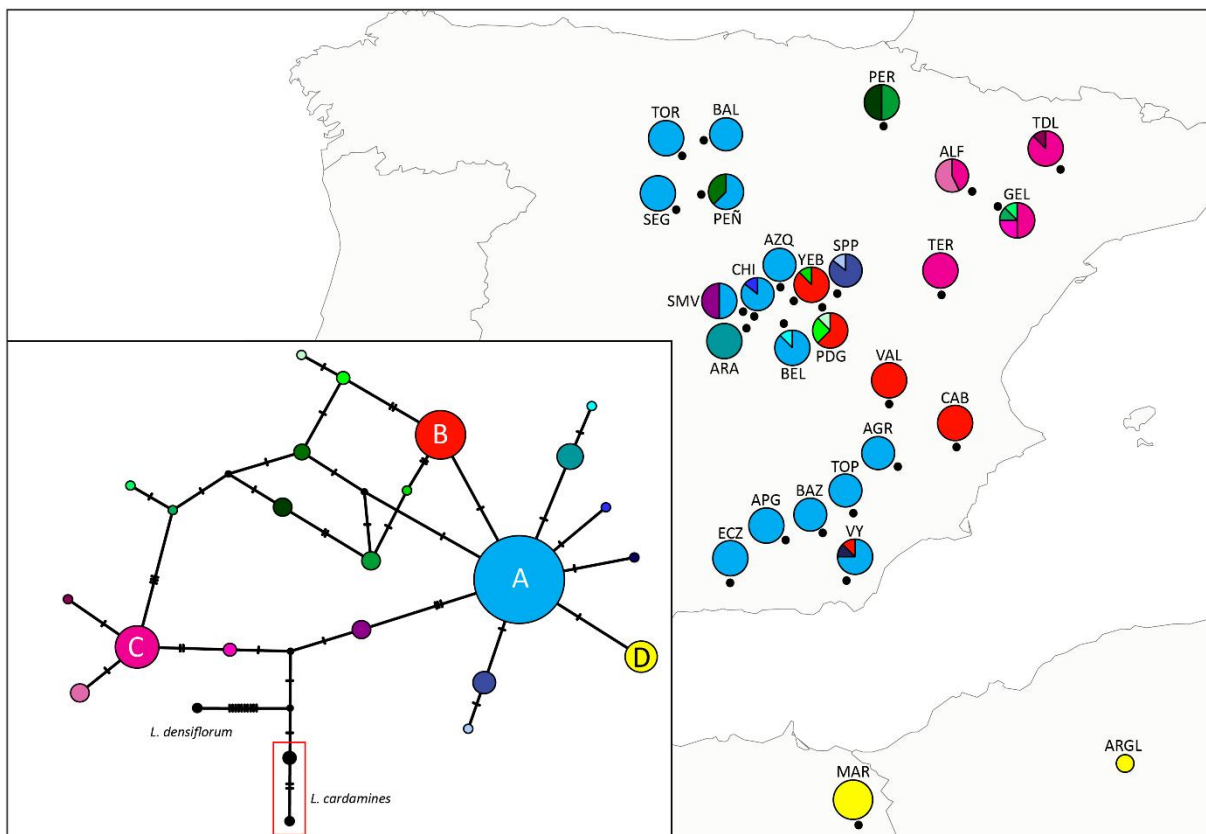 PER
TOR
BAL
TDL
ALF
SEG
PEÑ
GEL
AZQ
YEB
SPP
TER
CHI
SMV
ARA
BEL
PDG
VAL
CAB
AGR
TOP
BAZ
APG
ECZ
VY
B
A
C
D
L. densiflorum
L. cardamines
MAR
ARGL